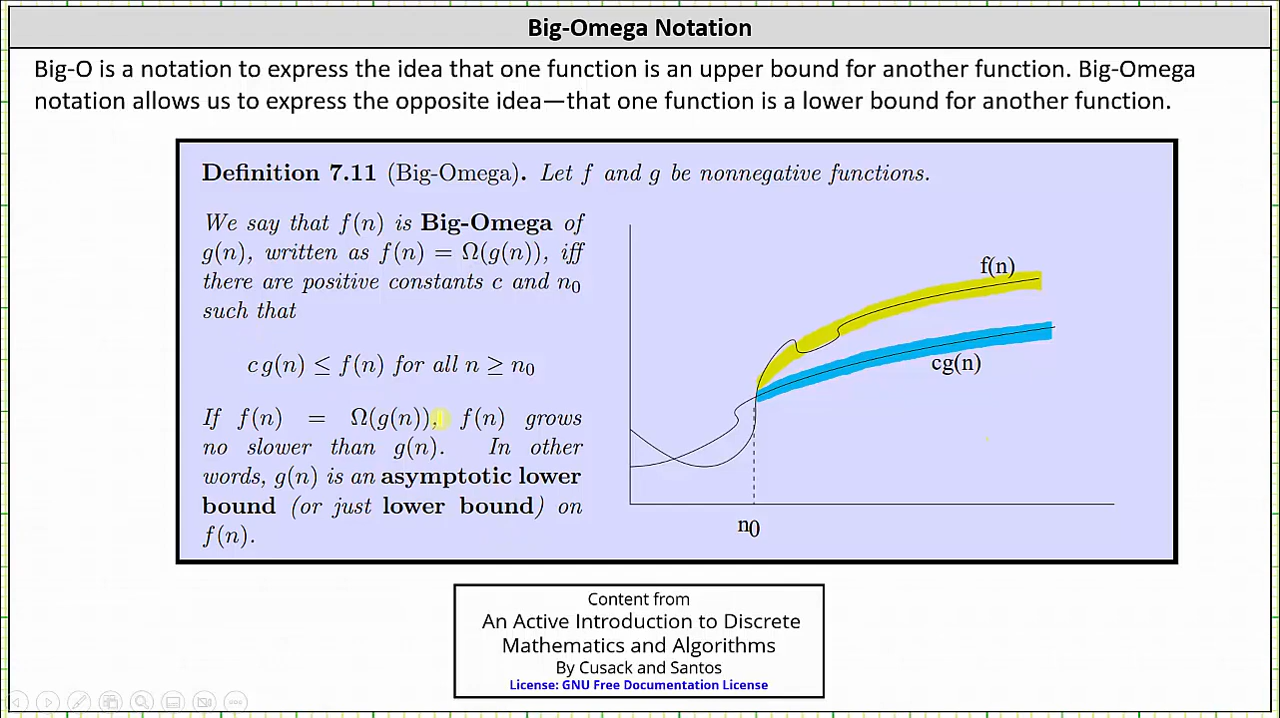 Big-Omega Notation
Big-O is a notation to express the idea that one function is an upper bound for another function. Big-Omega
notation allows us to express the opposite idea—that one function is a lower bound for another function.
Definition 7.11 (Big-Omega). Let f and g be nonnegative functions.
We say that f(n) is Big-Omega of
g(n), written as f(n) = Ω(g(n)), iff
there are positive constants c and n₀
such that
c g(n) ≤ f(n) for all n ≥ n₀
If f(n) = Ω(g(n)), f(n) grows
no slower than g(n). In other
words, g(n) is an asymptotic lower
bound (or just lower bound) on
f(n).
f(n)
cg(n)
n0
Content from
An Active Introduction to Discrete
Mathematics and Algorithms
By Cusack and Santos
License: GNU Free Documentation License